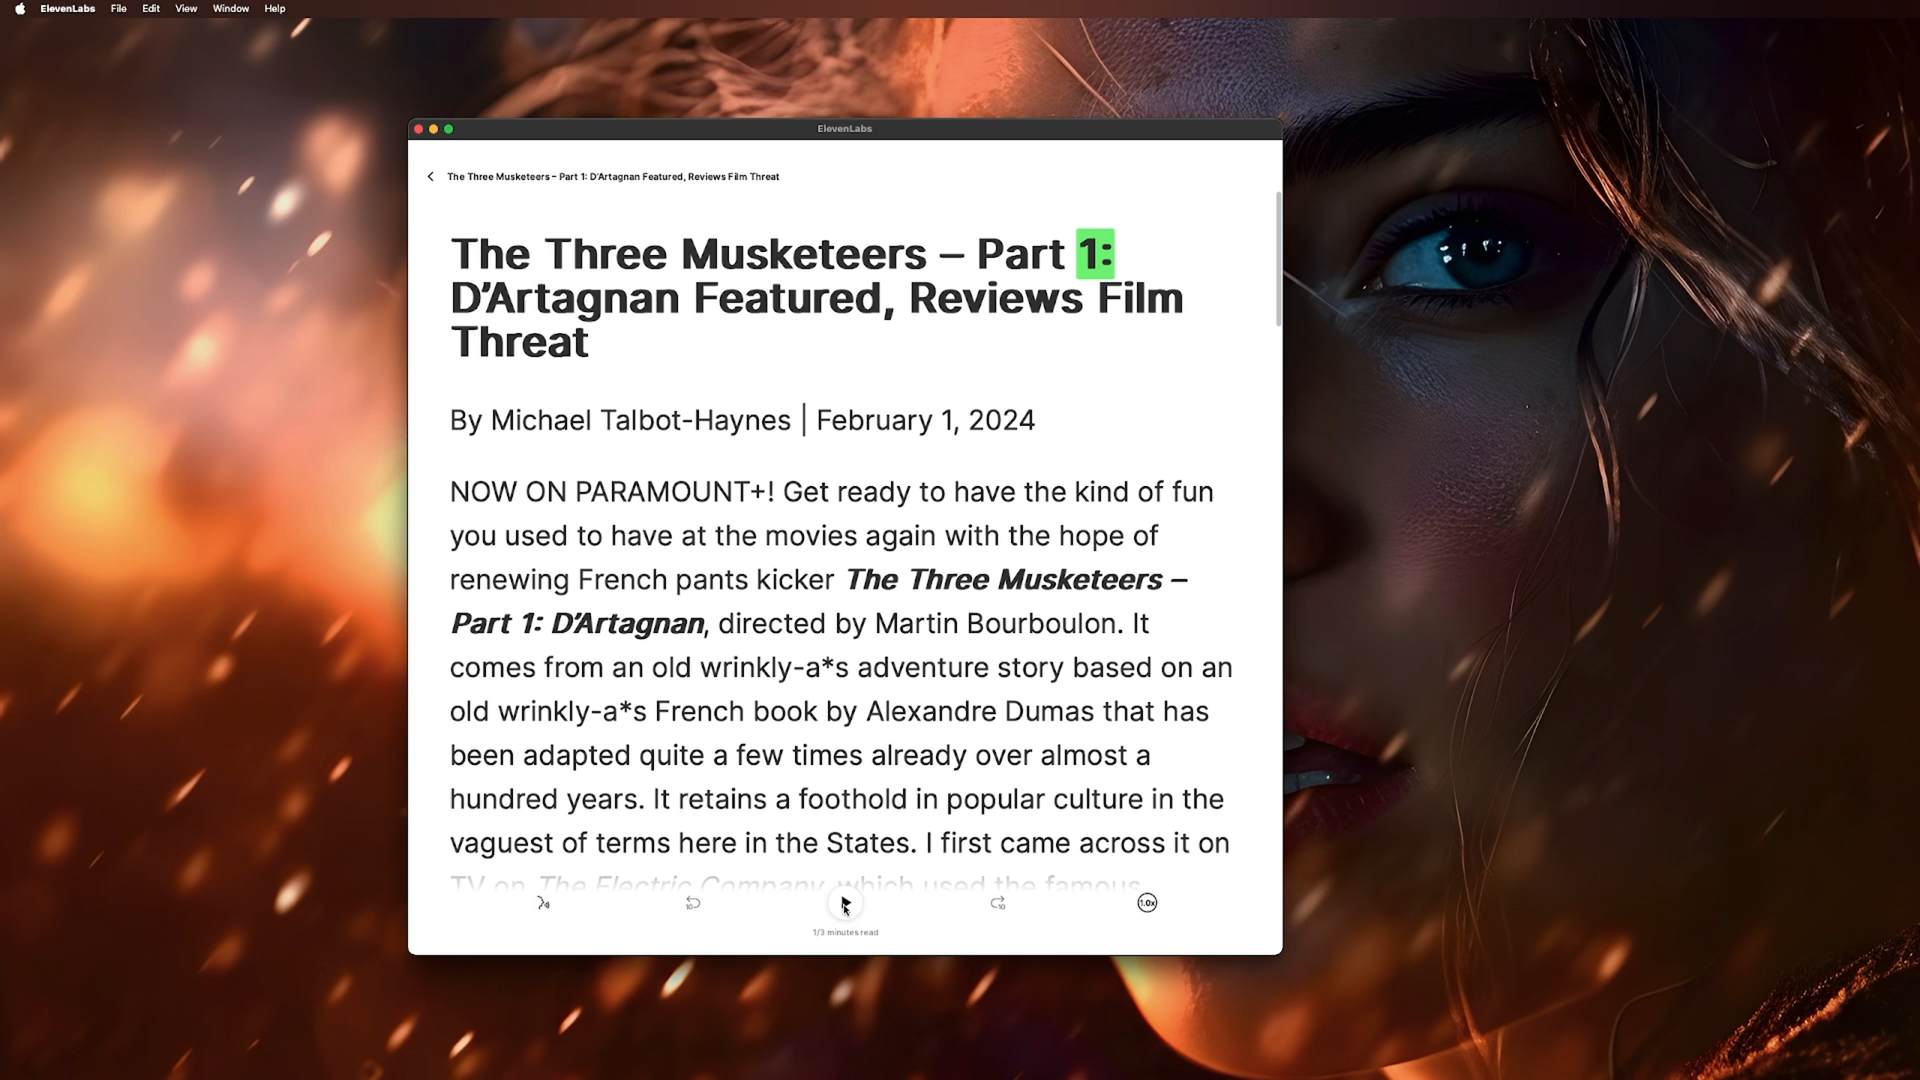 ElevenLabs File Edit View Window Help
ElevenLabs
The Three Musketeers – Part 1: D'Artagnan Featured, Reviews Film Threat
The Three Musketeers – Part 1:
D'Artagnan Featured, Reviews Film
Threat
By Michael Talbot-Haynes | February 1, 2024
NOW ON PARAMOUNT+! Get ready to have the kind of fun
you used to have at the movies again with the hope of
renewing French pants kicker The Three Musketeers –
Part 1: D'Artagnan, directed by Martin Bourboulon. It
comes from an old wrinkly-a*s adventure story based on an
old wrinkly-a*s French book by Alexandre Dumas that has
been adapted quite a few times already over almost a
hundred years. It retains a foothold in popular culture in the
vaguest of terms here in the States. I first came across it on
TV on The Electric Company, which used the famous
10
10
1.0x
1/3 minutes read